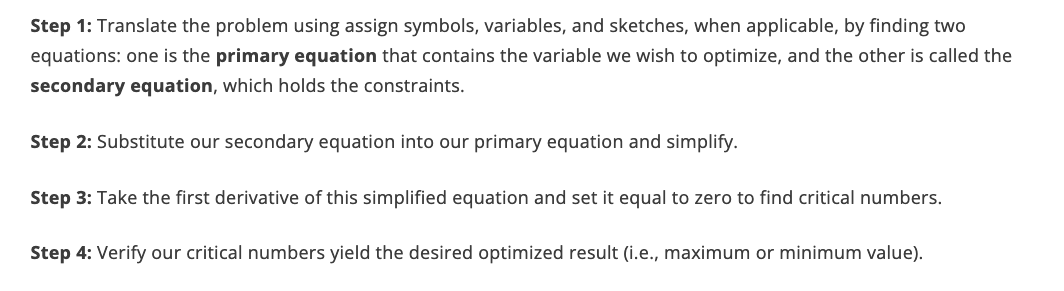 Step 1: Translate the problem using assign symbols, variables, and sketches, when applicable, by finding two
equations: one is the primary equation that contains the variable we wish to optimize, and the other is called the
secondary equation, which holds the constraints.
Step 2: Substitute our secondary equation into our primary equation and simplify.
Step 3: Take the first derivative of this simplified equation and set it equal to zero to find critical numbers.
Step 4: Verify our critical numbers yield the desired optimized result (i.e., maximum or minimum value).